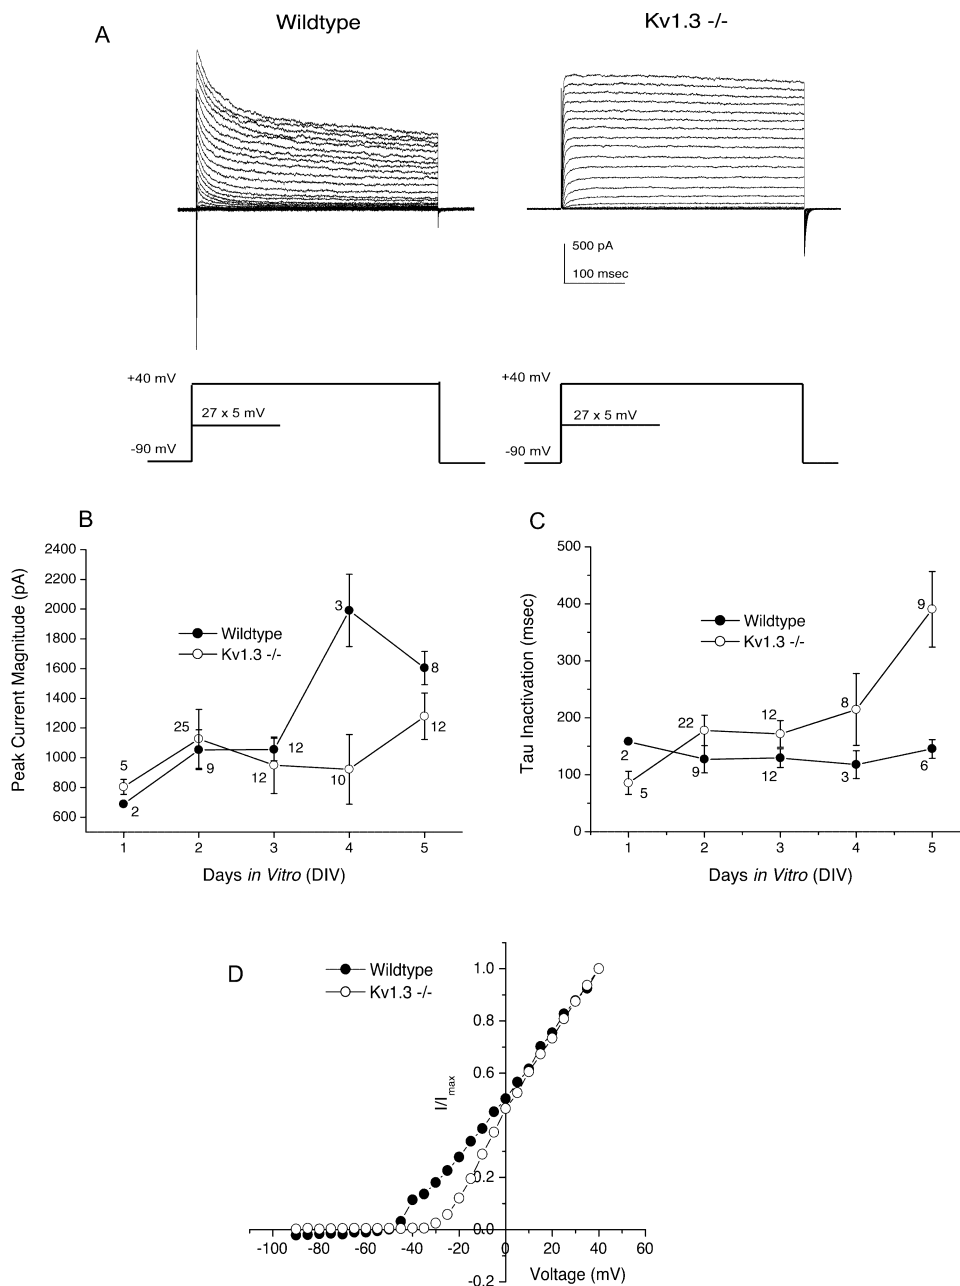 A
Wildtype
Kv1.3 -/-
500 pA
100 msec
+40 mV
27 x 5 mV
-90 mV
+40 mV
27 x 5 mV
-90 mV
B
Peak Current Magnitude (pA)
2400
2200
2000
1800
1600
1400
1200
1000
800
600
Wildtype
Kv1.3 -/-
5
2
25
9
12
12
3
10
8
12
1 2 3 4 5
Days in Vitro (DIV)
C
Tau Inactivation (msec)
500
400
300
200
100
0
Wildtype
Kv1.3 -/-
2
5
22
9
12
12
8
3
9
6
1 2 3 4 5
Days in Vitro (DIV)
D
Wildtype
Kv1.3 -/-
I/Imax
1.0
0.8
0.6
0.2
0.0
-0.2
-100 -80 -60 -40 -20 0 20 40 60
Voltage (mV)